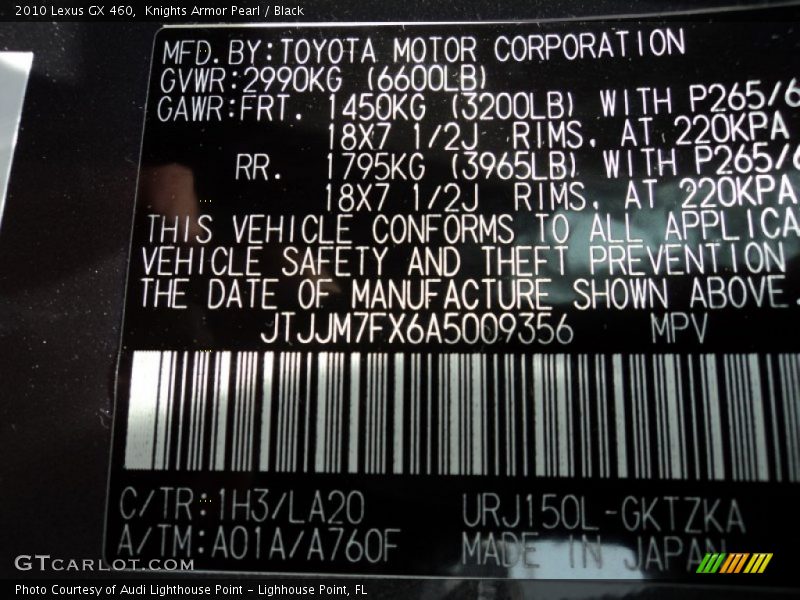 2010 Lexus GX 460, Knights Armor Pearl / Black
MFD.BY:TOYOTA MOTOR CORPORATION
GVWR:2990KG (6600LB)
GAWR:FRT. 1450KG (3200LB) WITH P265/6
18X7 1/2J RIMS, AT 220KPA
RR. 1795KG (3965LB) WITH P265/6
18X7 1/2J RIMS, AT 220KPA
THIS VEHICLE CONFORMS TO ALL APPLICA
VEHICLE SAFETY AND THEFT PREVENTION
THE DATE OF MANUFACTURE SHOWN ABOVE.
JTJJM7FX6A5009356 MPV
C/TR:1H3/LA20 URJ150L-GKTZKA
A/TM:A01A/A760F MADE IN JAPAN
GTCARLOT.COM
Photo Courtesy of Audi Lighthouse Point - Lighhouse Point, FL